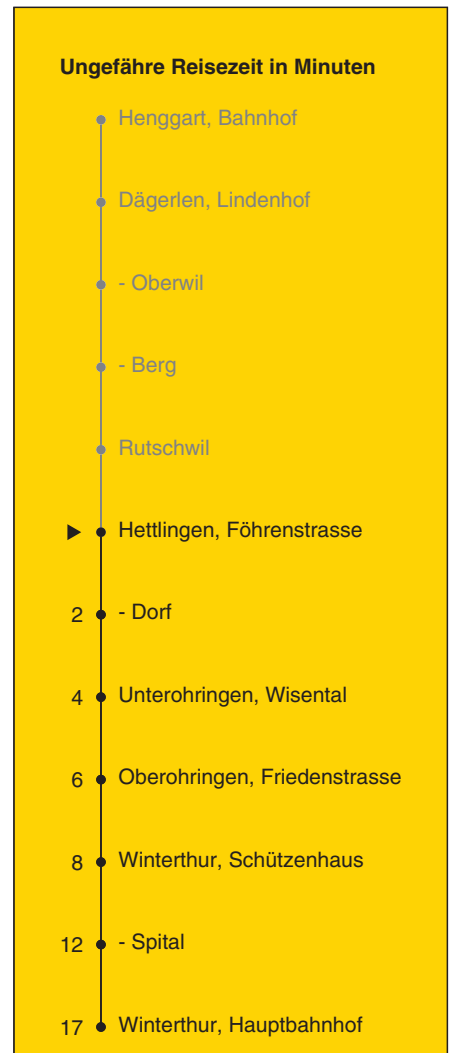 Ungefähre Reisezeit in Minuten
Henggart, Bahnhof
Dägerlen, Lindenhof
- Oberwil
- Berg
Rutschwil
Hettlingen, Föhrenstrasse
2 - Dorf
4 Unterohringen, Wisental
6 Oberohringen, Friedenstrasse
8 Winterthur, Schützenhaus
12 - Spital
17 Winterthur, Hauptbahnhof